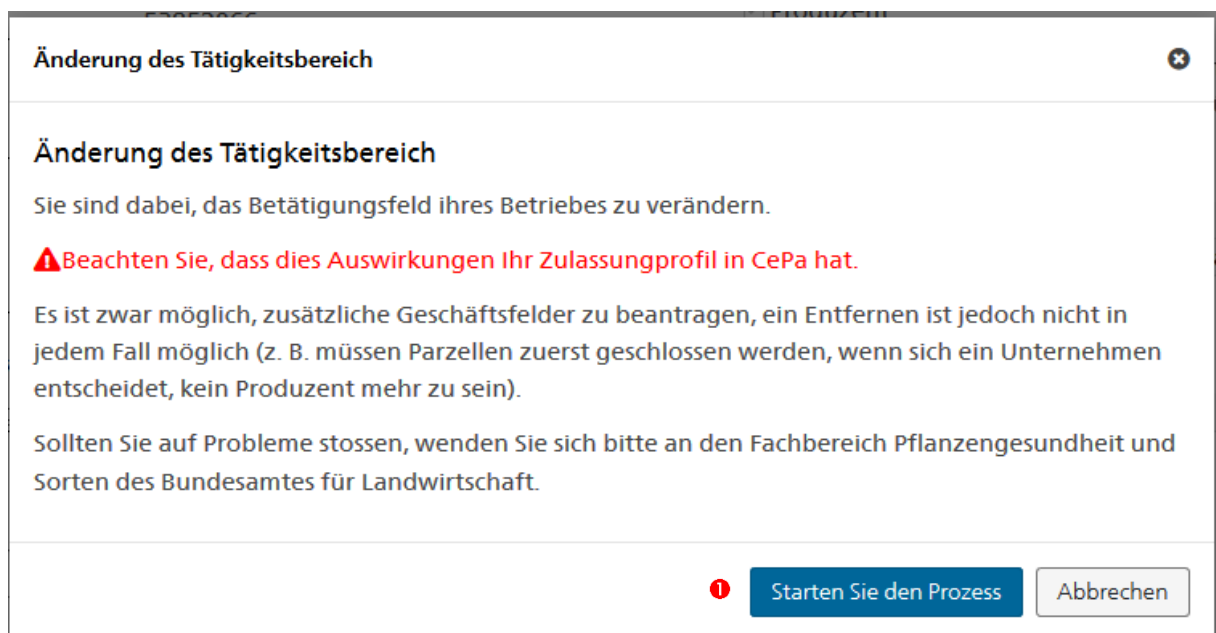 Änderung des Tätigkeitsbereich
Änderung des Tätigkeitsbereich
Sie sind dabei, das Betätigungsfeld ihres Betriebes zu verändern.
Beachten Sie, dass dies Auswirkungen Ihr Zulassungprofil in CePa hat.
Es ist zwar möglich, zusätzliche Geschäftsfelder zu beantragen, ein Entfernen ist jedoch nicht in
jedem Fall möglich (z. B. müssen Parzellen zuerst geschlossen werden, wenn sich ein Unternehmen
entscheidet, kein Produzent mehr zu sein).
Sollten Sie auf Probleme stossen, wenden Sie sich bitte an den Fachbereich Pflanzengesundheit und
Sorten des Bundesamtes für Landwirtschaft.
1 Starten Sie den Prozess Abbrechen